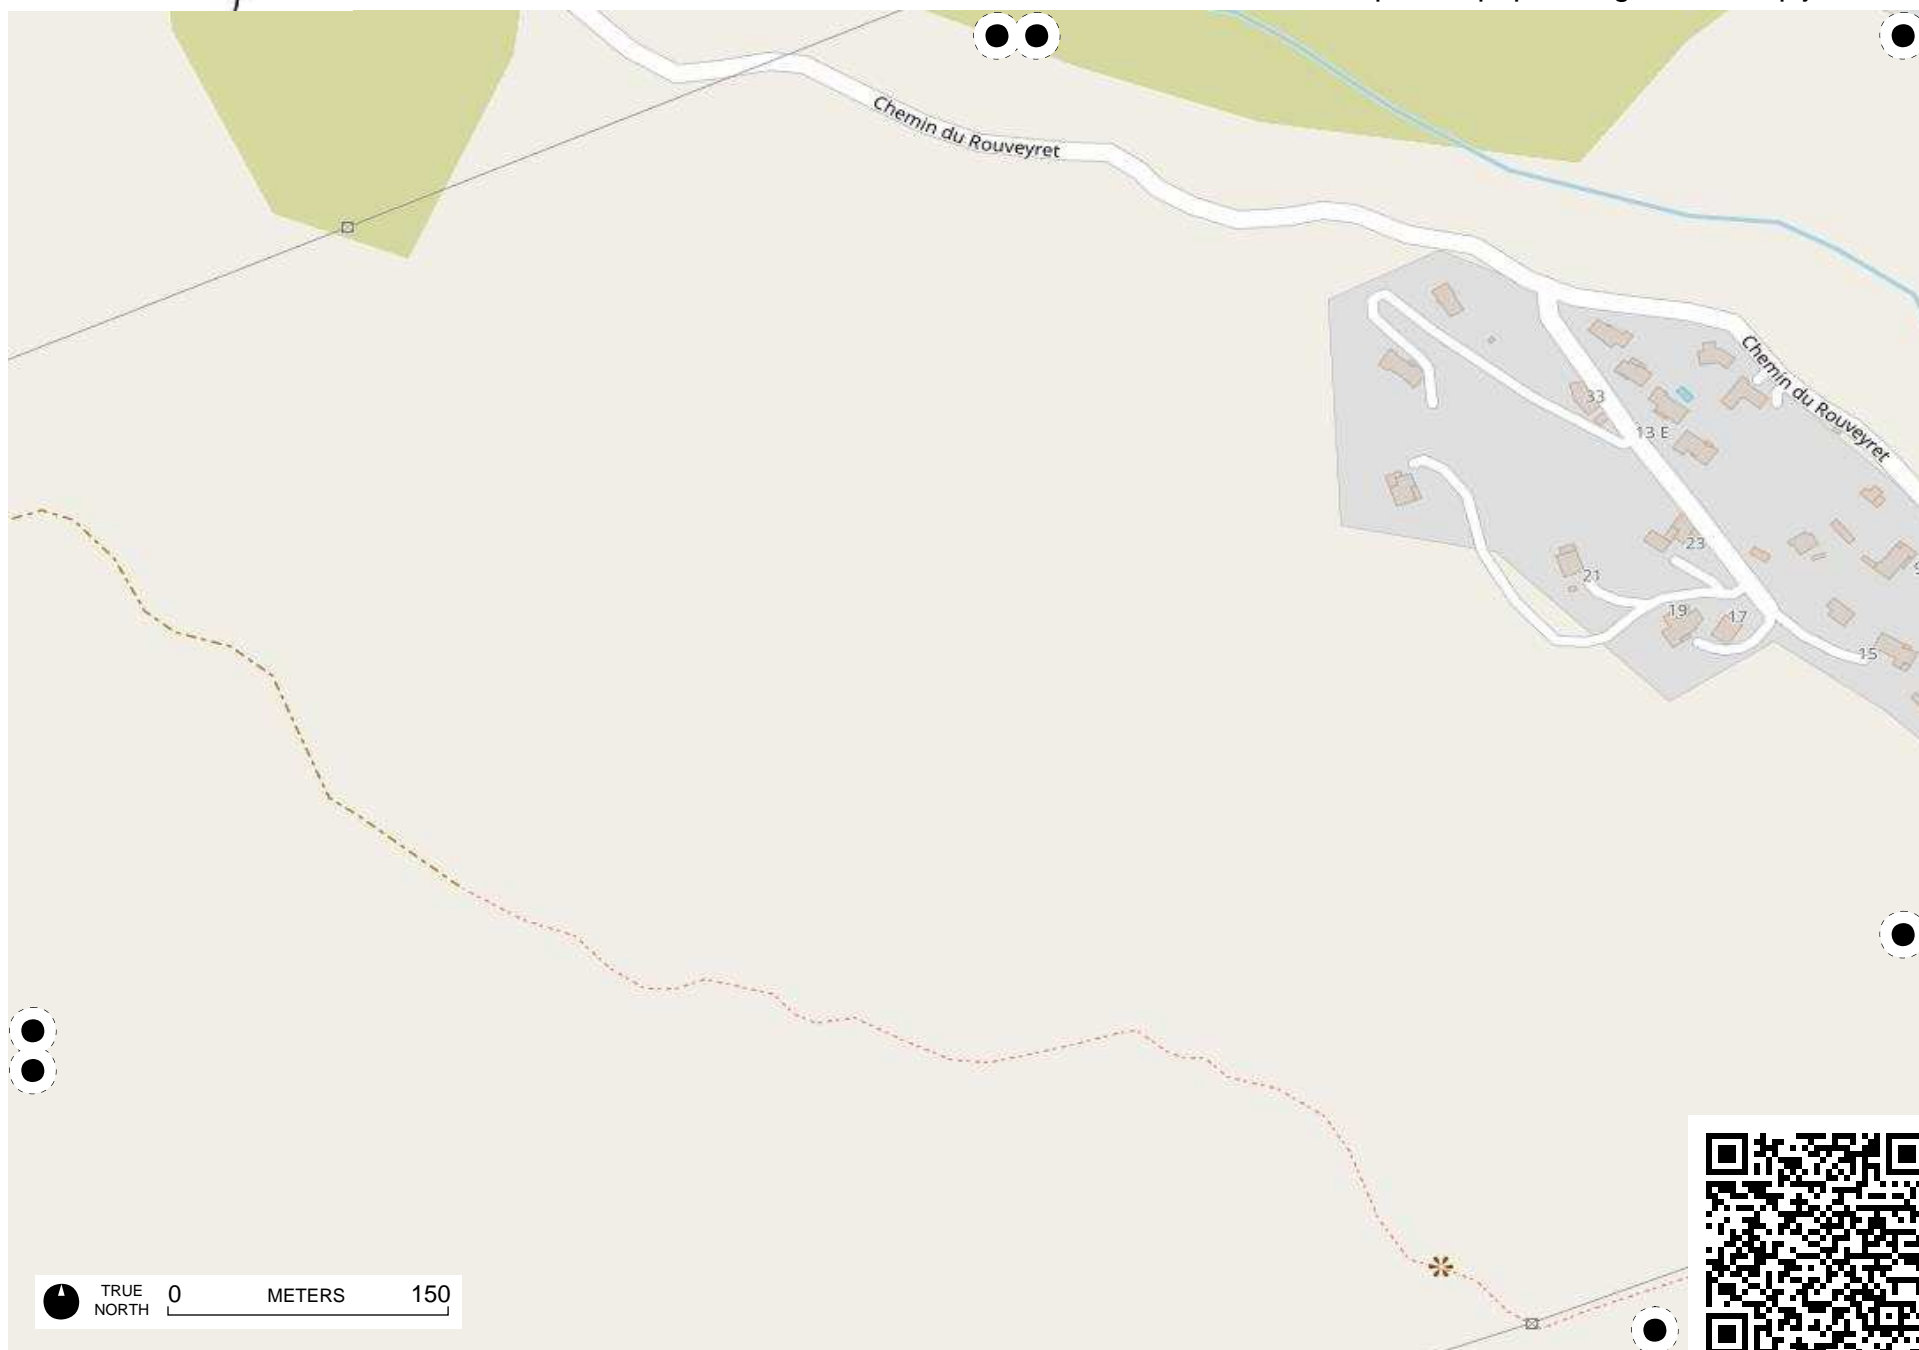 Chemin du Rouveyret
Chemin du Rouveyret
33
13 E
23
21
19
17
15
TRUE
NORTH
0
METERS
150